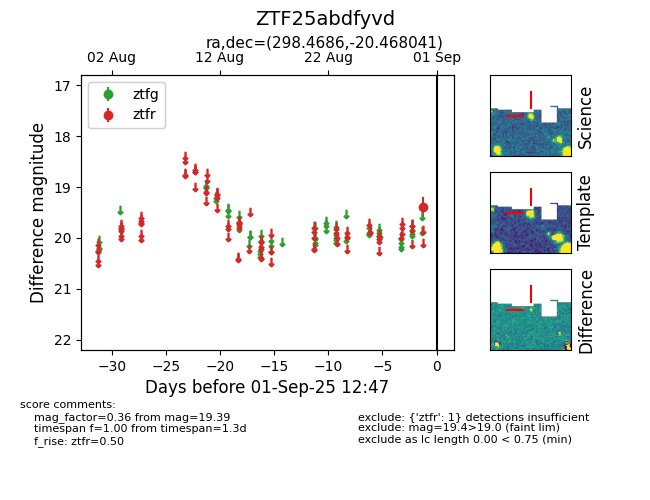 ZTF25abdfyvd
ra,dec=(298.4686,-20.468041)
02 Aug
12 Aug
22 Aug
01 Sep
17
18
19
20
21
22
Difference magnitude
ztfg
ztfr
−30
−25
−20
−15
−10
−5
0
Days before 01-Sep-25 12:47
Science
Template
Difference
score comments:
mag_factor=0.36 from mag=19.39
timespan f=1.00 from timespan=1.3d
f_rise: ztfr=0.50
exclude: {'ztfr': 1} detections insufficient
exclude: mag=19.4>19.0 (faint lim)
exclude as lc length 0.00 < 0.75 (min)